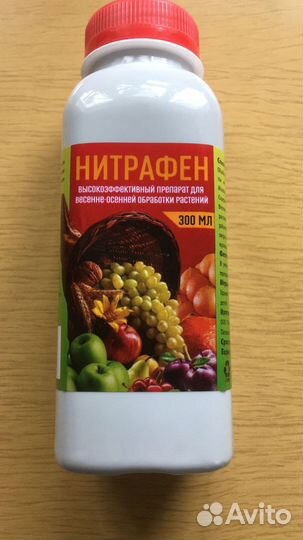 НИТРАФЕН
ВЫСОКОЭФФЕКТИВНЫЙ ПРЕПАРАТ ДЛЯ
ВЕСЕННЕ-ОСЕННЕЙ ОБРАБОТКИ РАСТЕНИЙ
300 МЛ
Avito